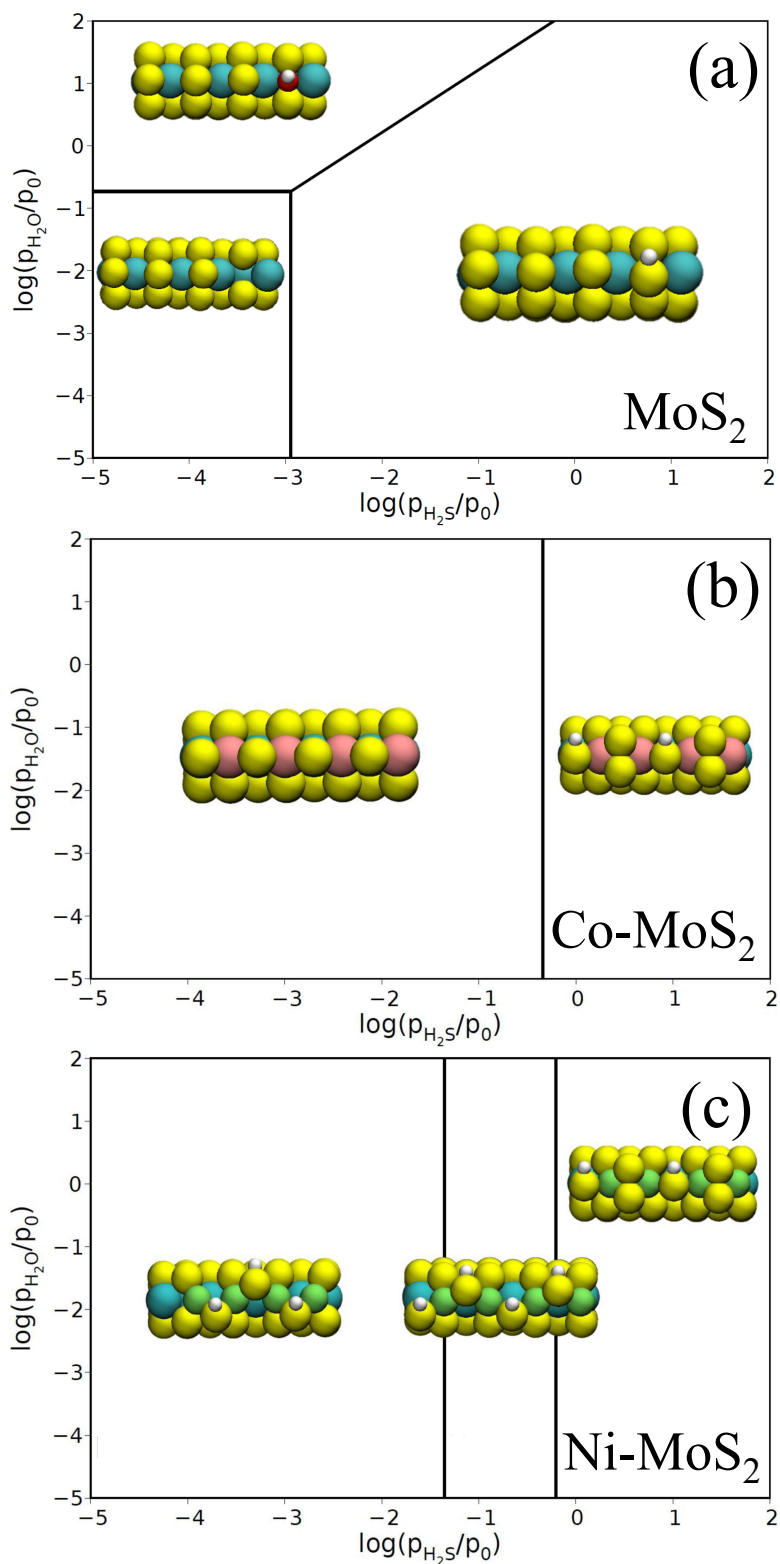 (a)
2
1
0
−1
−2
−3
−4
−5
log(p_H₂O/p₀)
MoS₂
−5 −4 −3 −2 −1 0 1 2
log(p_H₂S/p₀)
(b)
2
1
0
−1
−2
−3
−4
−5
log(p_H₂O/p₀)
Co-MoS₂
−5 −4 −3 −2 −1 0 1 2
log(p_H₂S/p₀)
(c)
2
1
0
−1
−2
−3
−4
−5
log(p_H₂O/p₀)
Ni-MoS₂
−5 −4 −3 −2 −1 0 1 2
log(p_H₂S/p₀)